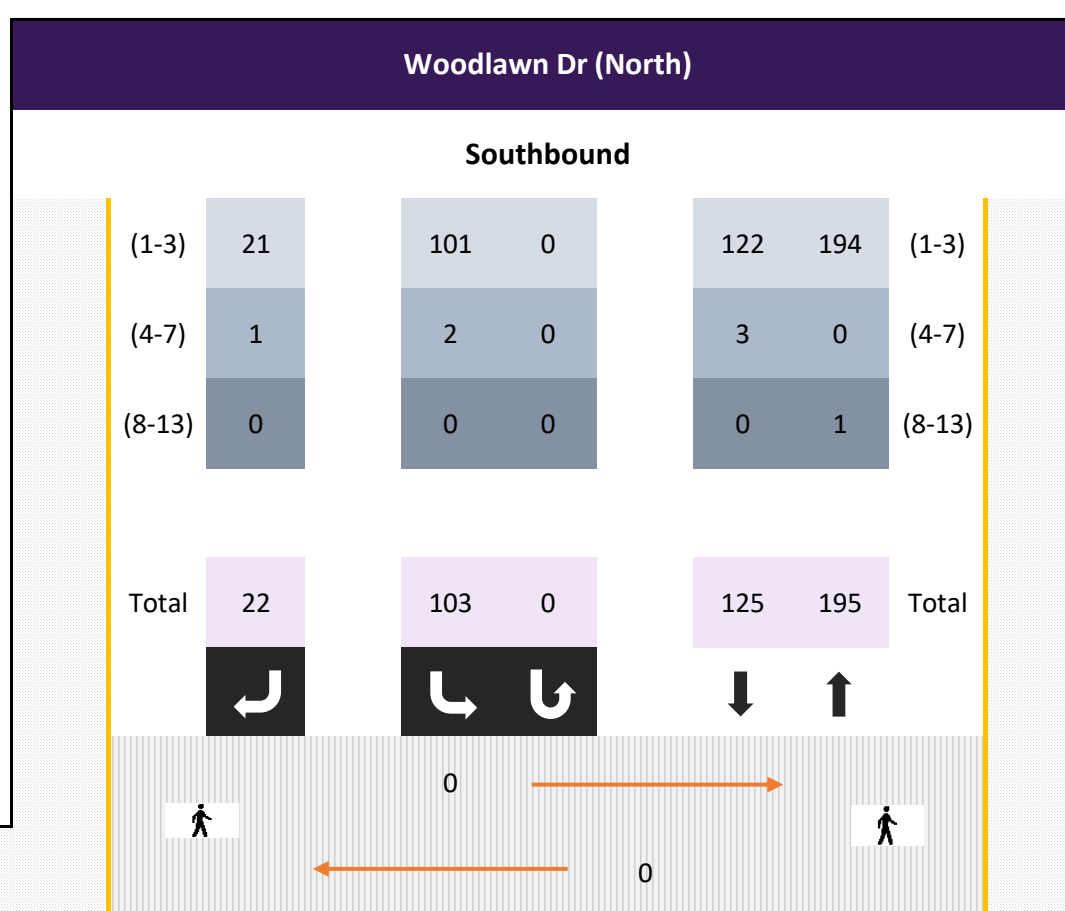 Woodlawn Dr (North)
Southbound
(1-3) 21 101 0 122 194 (1-3)
(4-7) 1 2 0 3 0 (4-7)
(8-13) 0 0 0 0 1 (8-13)
Total 22 103 0 125 195 Total
0
0